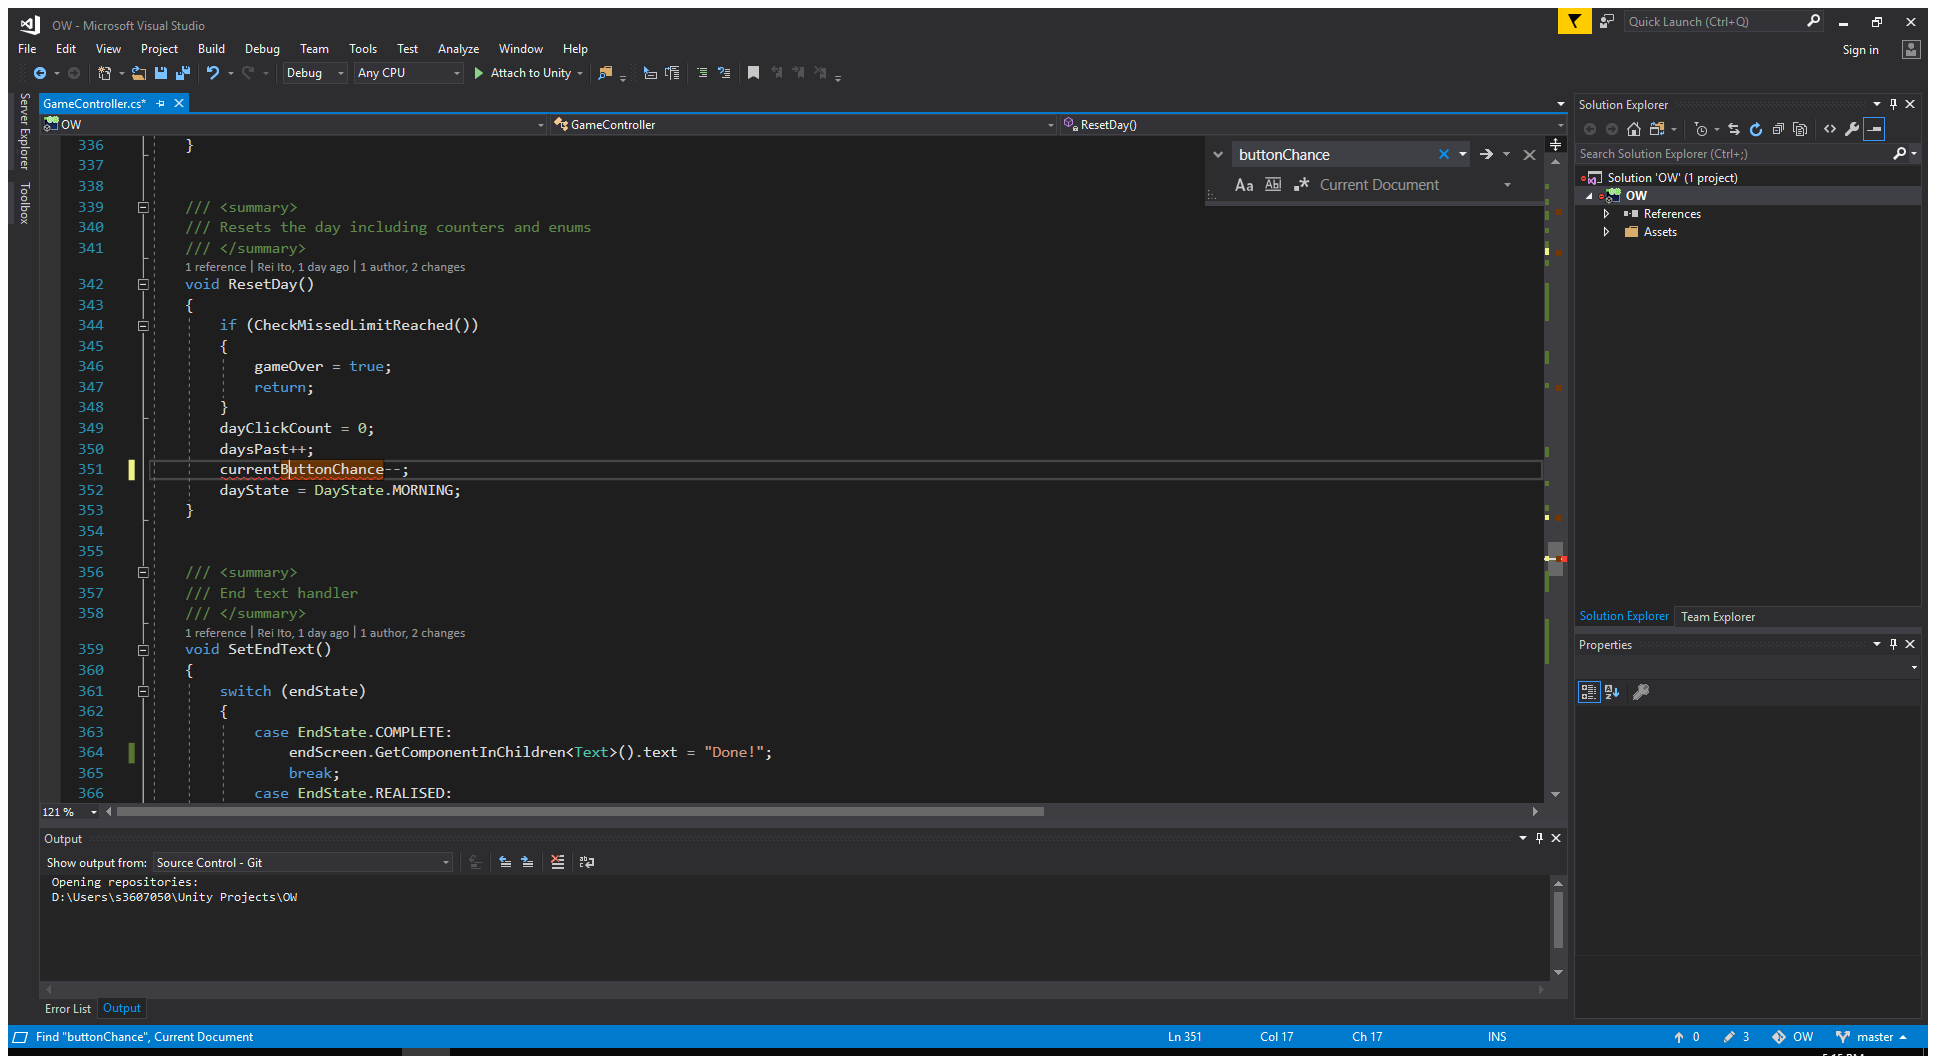 OW - Microsoft Visual Studio
Quick Launch (Ctrl+Q)
File Edit View Project Build Debug Team Tools Test Analyze Window Help
Sign in
Debug Any CPU Attach to Unity
Server Explorer
Toolbox
GameController.cs*
OW GameController ResetDay()
buttonChance
Aa Abl .* Current Document
336 }
337
338
339 /// <summary>
340 /// Resets the day including counters and enums
341 /// </summary>
1 reference | Rei Ito, 1 day ago | 1 author, 2 changes
342 void ResetDay()
343 {
344 if (CheckMissedLimitReached())
345 {
346 gameOver = true;
347 return;
348 }
349 dayClickCount = 0;
350 daysPast++;
351 currentButtonChance--;
352 dayState = DayState.MORNING;
353 }
354
355
356 /// <summary>
357 /// End text handler
358 /// </summary>
1 reference | Rei Ito, 1 day ago | 1 author, 2 changes
359 void SetEndText()
360 {
361 switch (endState)
362 {
363 case EndState.COMPLETE:
364 endScreen.GetComponentInChildren<Text>().text = "Done!";
365 break;
366 case EndState.REALISED:
121 %
Output
Show output from: Source Control - Git
Opening repositories:
D:\Users\s3607050\Unity Projects\OW
Error List Output
Solution Explorer
Search Solution Explorer (Ctrl+;)
Solution 'OW' (1 project)
OW
References
Assets
Solution Explorer Team Explorer
Properties
Find "buttonChance", Current Document Ln 351 Col 17 Ch 17 INS 0 3 OW master